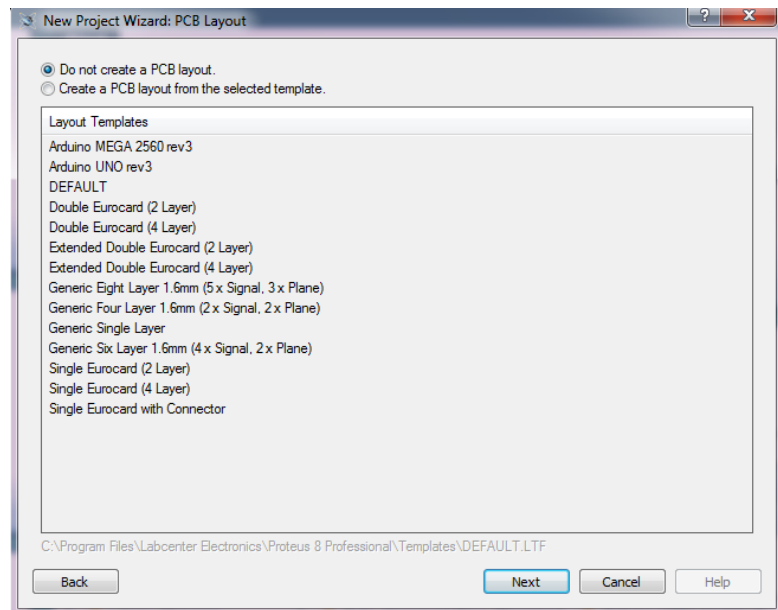 New Project Wizard: PCB Layout
?
X
Do not create a PCB layout.
Create a PCB layout from the selected template.
Layout Templates
Arduino MEGA 2560 rev3
Arduino UNO rev3
DEFAULT
Double Eurocard (2 Layer)
Double Eurocard (4 Layer)
Extended Double Eurocard (2 Layer)
Extended Double Eurocard (4 Layer)
Generic Eight Layer 1.6mm (5 x Signal, 3 x Plane)
Generic Four Layer 1.6mm (2 x Signal, 2 x Plane)
Generic Single Layer
Generic Six Layer 1.6mm (4 x Signal, 2 x Plane)
Single Eurocard (2 Layer)
Single Eurocard (4 Layer)
Single Eurocard with Connector
C:\Program Files\Labcenter Electronics\Proteus 8 Professional\Templates\DEFAULT.LTF
Back Next Cancel Help